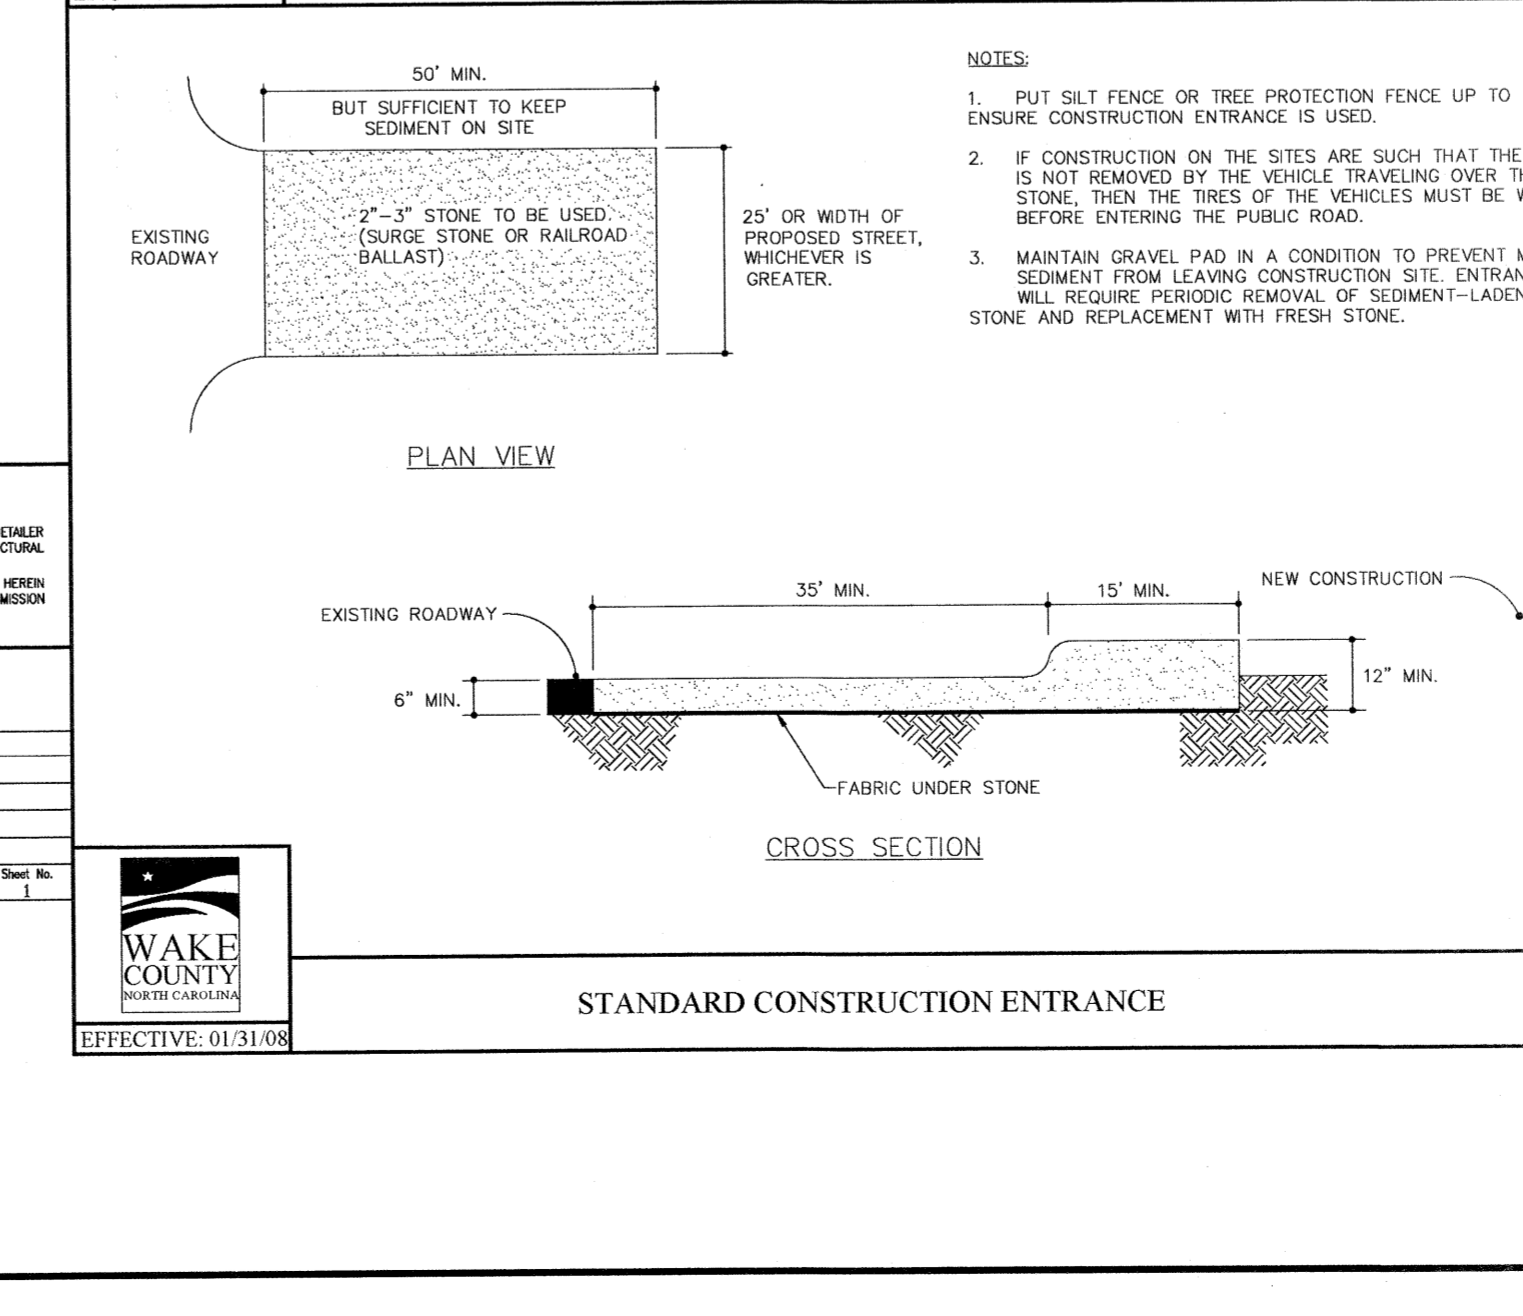 50' MIN.
BUT SUFFICIENT TO KEEP
SEDIMENT ON SITE
EXISTING
ROADWAY
2"-3" STONE TO BE USED.
(SURGE STONE OR RAILROAD
BALLAST)
25' OR WIDTH OF
PROPOSED STREET,
WHICHEVER IS
GREATER.
PLAN VIEW
NOTES:
1. PUT SILT FENCE OR TREE PROTECTION FENCE UP TO
ENSURE CONSTRUCTION ENTRANCE IS USED.
2. IF CONSTRUCTION ON THE SITES ARE SUCH THAT THE
IS NOT REMOVED BY THE VEHICLE TRAVELING OVER
STONE, THEN THE TIRES OF THE VEHICLES MUST BE
BEFORE ENTERING THE PUBLIC ROAD.
3. MAINTAIN GRAVEL PAD IN A CONDITION TO PREVENT
SEDIMENT FROM LEAVING CONSTRUCTION SITE.
WILL REQUIRE PERIODIC REMOVAL OF SEDIMENT-LADEN
STONE AND REPLACEMENT WITH FRESH STONE.
HEREIN
EXISTING ROADWAY
35' MIN.
15' MIN.
NEW CONSTRUCTION
6" MIN.
12" MIN.
FABRIC UNDER STONE
CROSS SECTION
Sheet No.
1
WAKE
COUNTY
NORTH CAROLINA
EFFECTIVE: 01/31/08
STANDARD CONSTRUCTION ENTRANCE